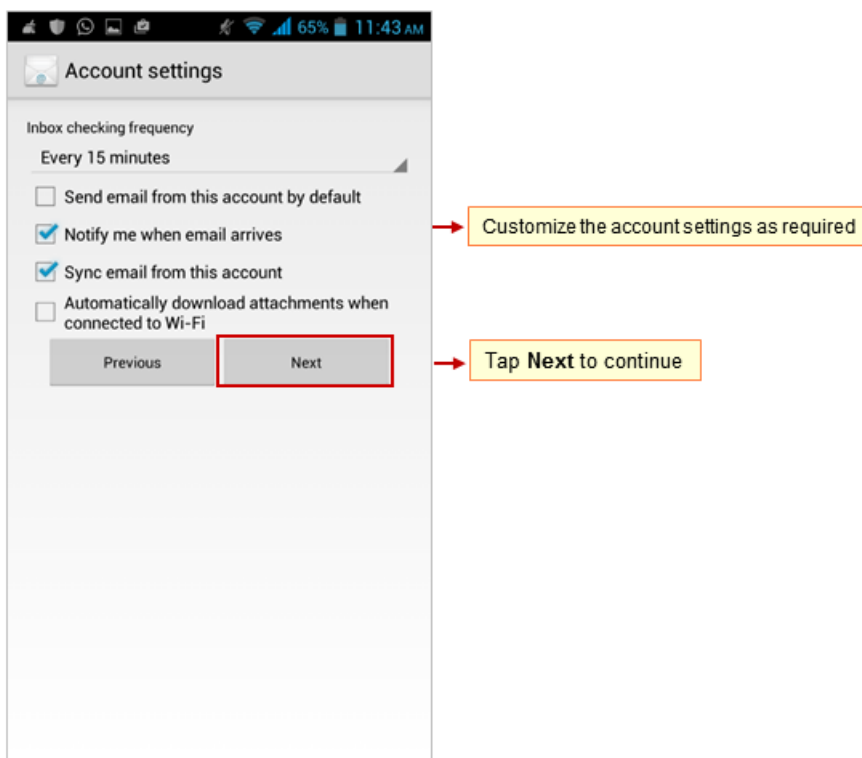 65% 11:43 AM
Account settings
Inbox checking frequency
Every 15 minutes
Send email from this account by default
Notify me when email arrives
Sync email from this account
Automatically download attachments when
connected to Wi-Fi
Previous Next
Customize the account settings as required
Tap Next to continue